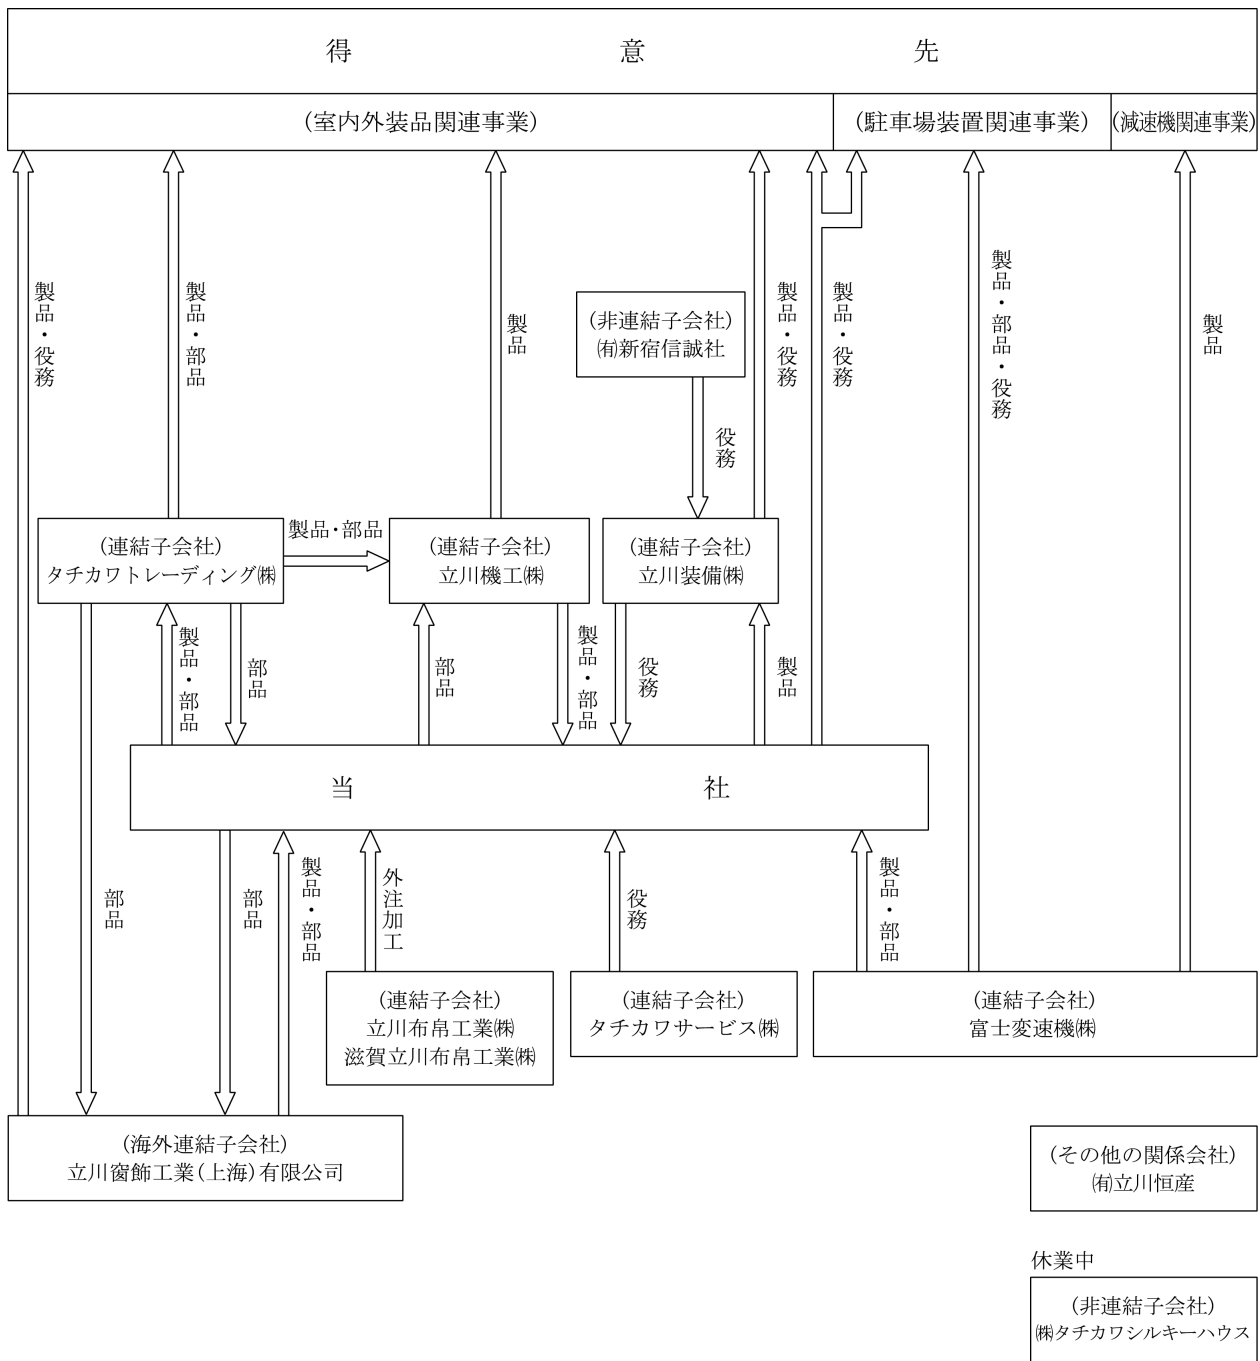 得意先
(室内外装品関連事業)
(駐車場装置関連事業)
(減速機関連事業)
製品・役務
製品・部品
製品
(非連結子会社)
㈲新宿信誠社
製品・役務
製品・役務
製品・部品・役務
製品
役務
(連結子会社)
タチカワトレーディング㈱
製品・部品
(連結子会社)
立川機工㈱
(連結子会社)
立川装備㈱
製品・部品
部品
部品
製品・部品
役務
製品
当社
部品
部品
製品・部品
外注加工
役務
製品・部品
(連結子会社)
立川布帛工業㈱
滋賀立川布帛工業㈱
(連結子会社)
タチカワサービス㈱
(連結子会社)
富士変速機㈱
(海外連結子会社)
立川窗飾工業(上海)有限公司
(その他の関係会社)
㈲立川恒産
休業中
(非連結子会社)
㈱タチカワシルキーハウス